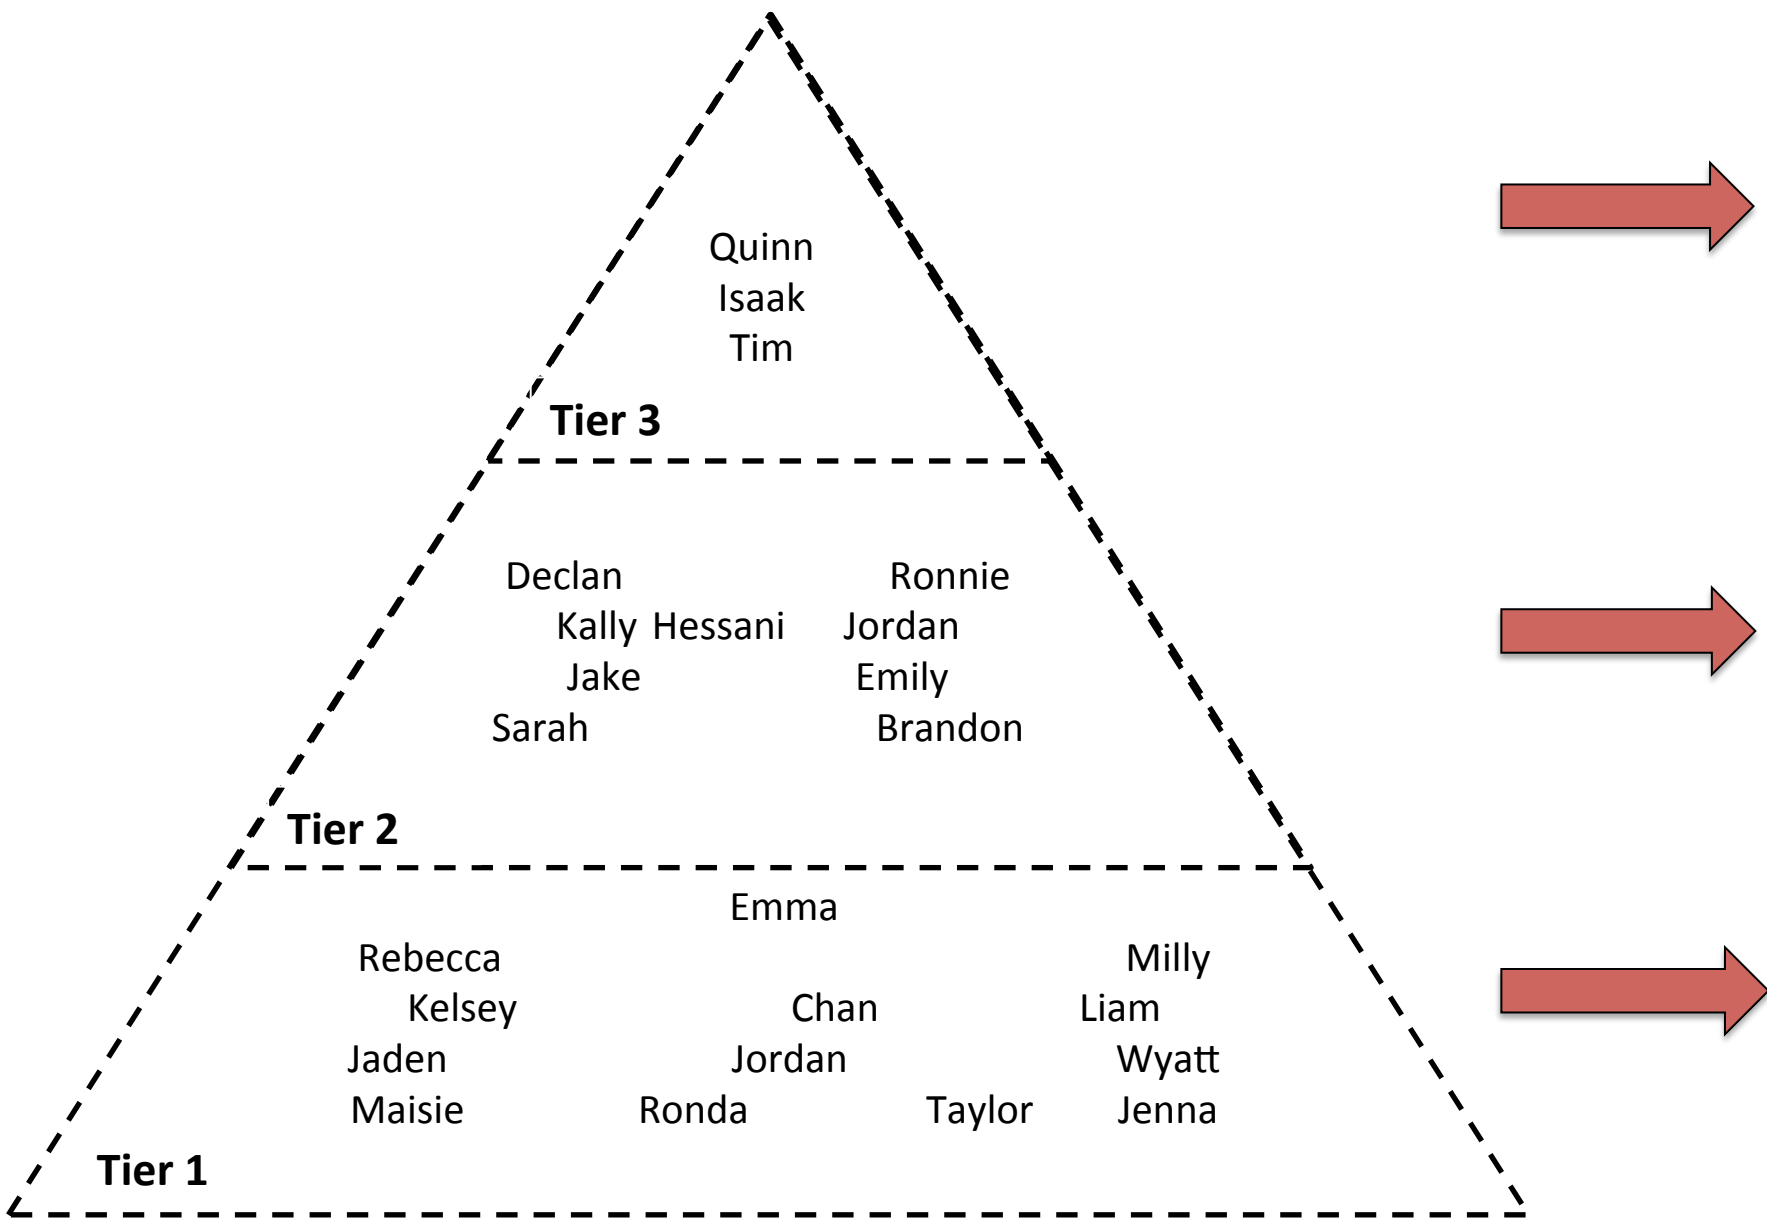 Quinn
Isaak
Tim
Tier 3
Declan Ronnie
Kally Hessani Jordan
Jake Emily
Sarah Brandon
Tier 2
Emma
Rebecca Milly
Kelsey Chan Liam
Jaden Jordan Wyatt
Maisie Ronda Taylor Jenna
Tier 1